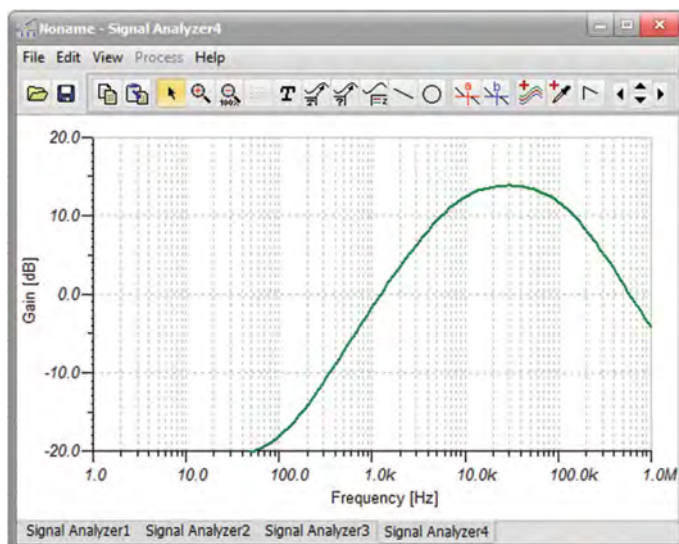 Noname - Signal Analyzer4
File Edit View Process Help
100%
T
a
b
20.0
10.0
0.0
-10.0
-20.0
Gain [dB]
1.0 10.0 100.0 1.0k 10.0k 100.0k 1.0M
Frequency [Hz]
Signal Analyzer1 Signal Analyzer2 Signal Analyzer3 Signal Analyzer4